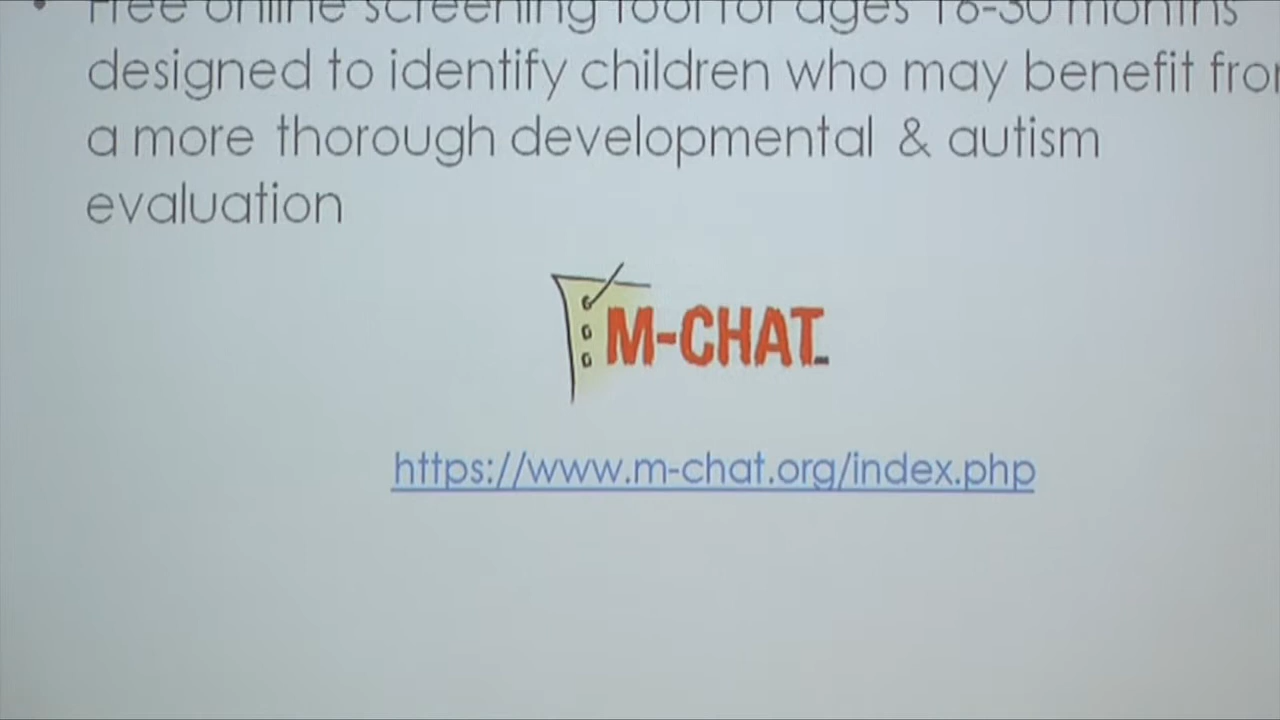 • Free online screening tool for ages 16-30 months
designed to identify children who may benefit
a more thorough developmental & autism
evaluation
M-CHAT
https://www.m-chat.org/index.php